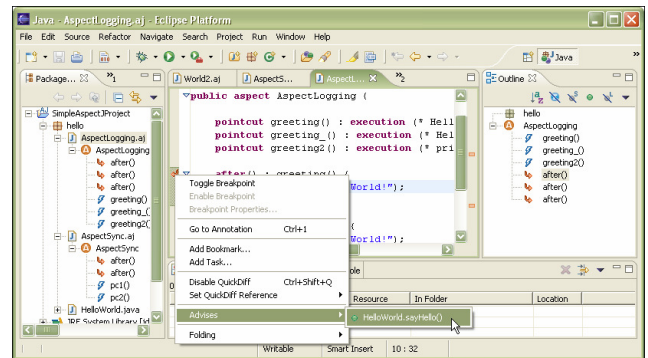 Java - AspectLogging.aj - Eclipse Platform
File Edit Source Refactor Navigate Search Project Run Window Help
Java
Package...
World2.aj
AspectS...
AspectL...
Outline
SimpleAspectJProject
hello
AspectLogging.aj
AspectLogging
after()
after()
after()
greeting()
greeting_(
greeting2(
AspectSync.aj
AspectSync
after()
after()
pc1()
pc2()
HelloWorld.java
JRE System Library [jd
public aspect AspectLogging {
pointcut greeting() : execution (* Hell
pointcut greeting_() : execution (* Hel
pointcut greeting2() : execution (* pri
after() : greeting() {
World!");
{
World!");
Toggle Breakpoint
Enable Breakpoint
Breakpoint Properties...
Go to Annotation Ctrl+1
Add Bookmark...
Add Task...
Disable QuickDiff Ctrl+Shift+Q
Set QuickDiff Reference
Advises
Folding
HelloWorld.sayHello()
hello
AspectLogging
greeting()
greeting_()
greeting2()
after()
after()
after()
ole
Resource In Folder Location
Writable Smart Insert 10 : 32